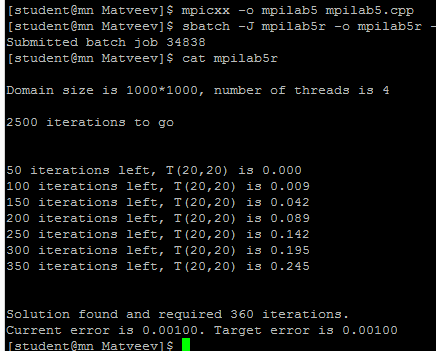 [student@mn Matveev]$ mpicxx -o mpilab5 mpilab5.cpp
[student@mn Matveev]$ sbatch -J mpilab5r -o mpilab5r -
Submitted batch job 34838
[student@mn Matveev]$ cat mpilab5r
Domain size is 1000*1000, number of threads is 4
2500 iterations to go
50 iterations left, T(20,20) is 0.000
100 iterations left, T(20,20) is 0.009
150 iterations left, T(20,20) is 0.042
200 iterations left, T(20,20) is 0.089
250 iterations left, T(20,20) is 0.142
300 iterations left, T(20,20) is 0.195
350 iterations left, T(20,20) is 0.245
Solution found and required 360 iterations.
Current error is 0.00100. Target error is 0.00100
[student@mn Matveev]$